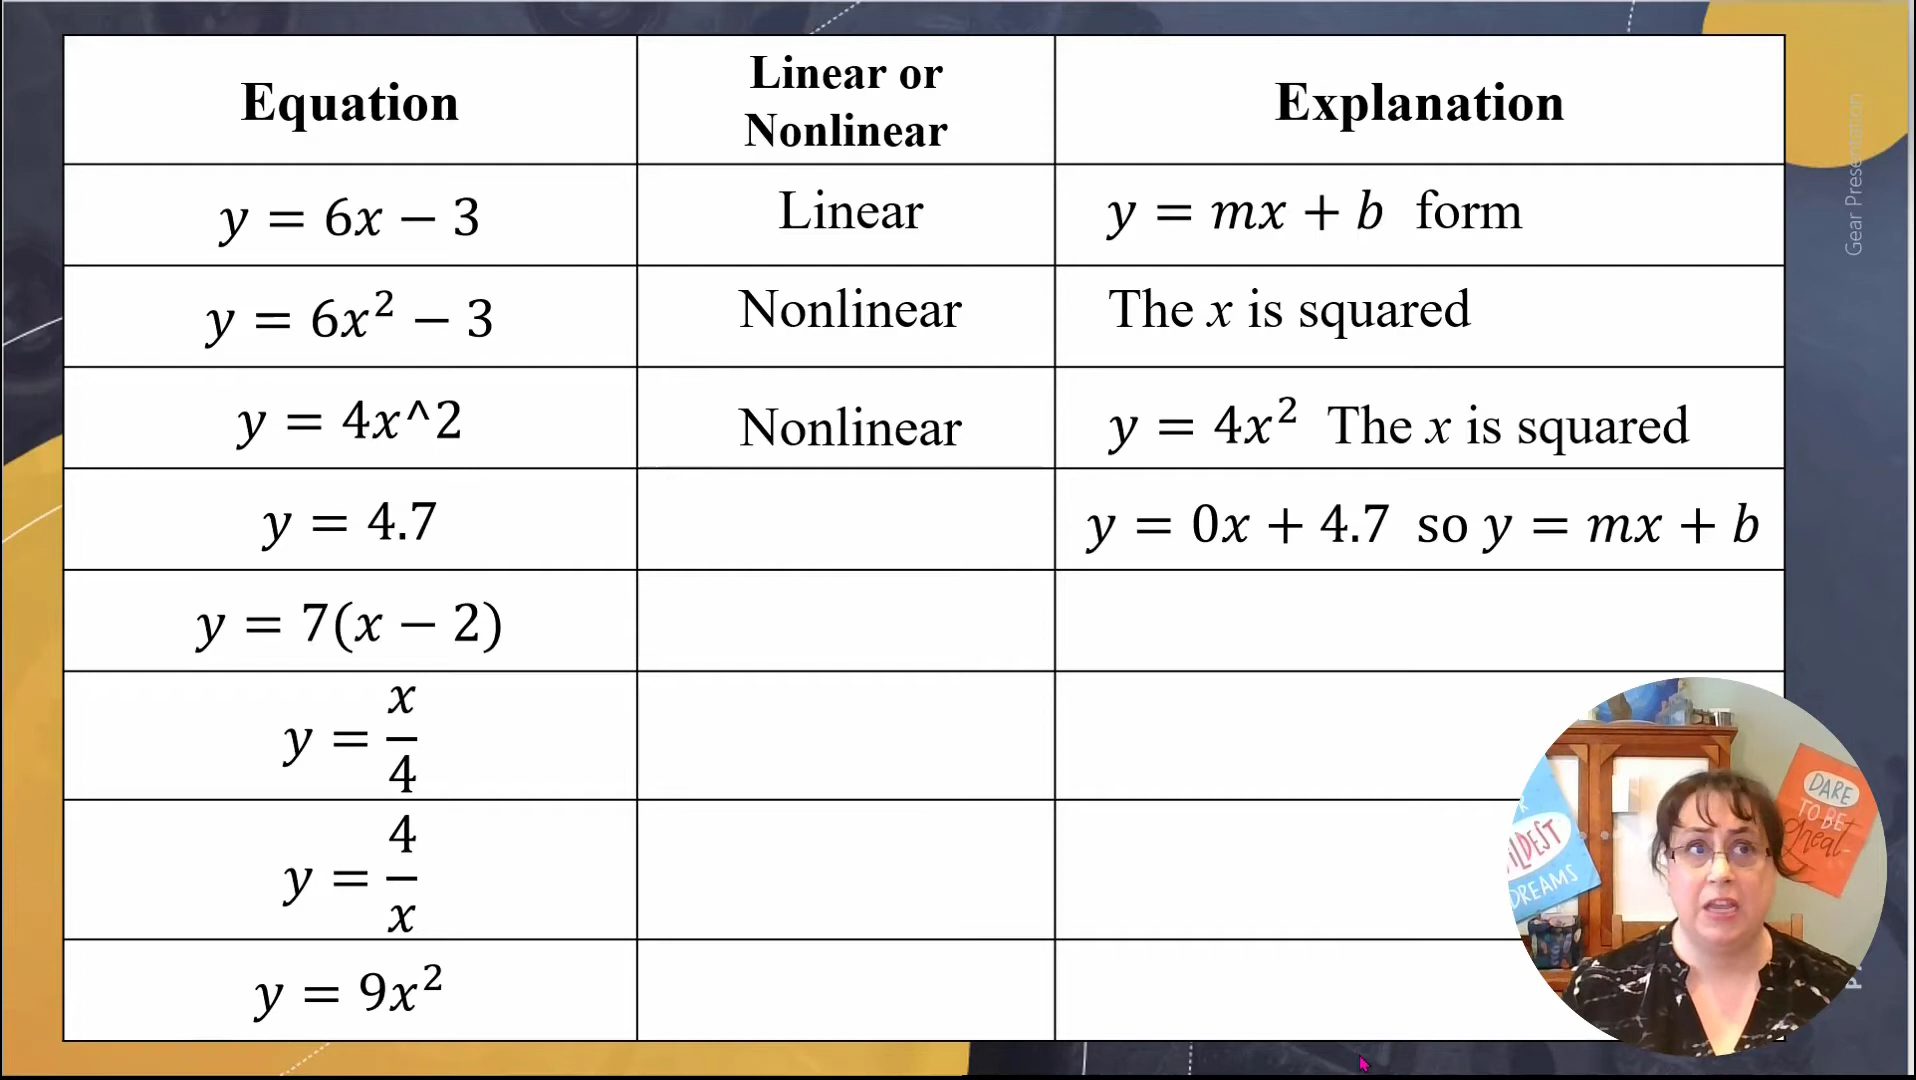 Equation
Linear or
Nonlinear
Explanation
y = 6x − 3
Linear
y = mx + b form
y = 6x² − 3
Nonlinear
The x is squared
y = 4x^2
Nonlinear
y = 4x² The x is squared
y = 4.7
y = 0x + 4.7 so y = mx + b
y = 7(x − 2)
y = x/4
y = 4/x
y = 9x²
Gear Presentation
DARE
TO BE
great
DREAMS